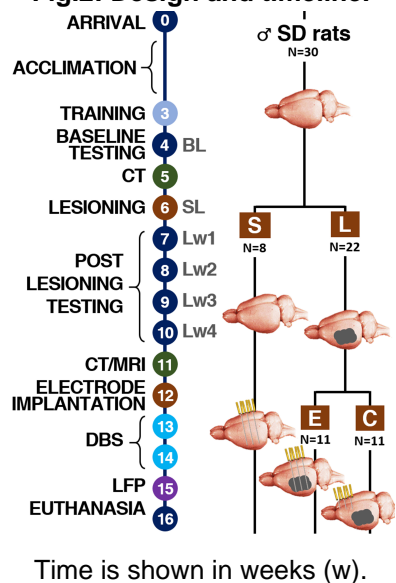 Fig.2. Design and timeline.
ARRIVAL 0
♂ SD rats
N=30
ACCLIMATION
TRAINING 3
BASELINE
TESTING 4 BL
CT 5
LESIONING 6 SL
S
N=8
L
N=22
7 Lw1
POST
LESIONING
TESTING
8 Lw2
9 Lw3
10 Lw4
CT/MRI 11
ELECTRODE
IMPLANTATION 12
E
N=11
C
N=11
DBS
13
14
LFP 15
EUTHANASIA 16
Time is shown in weeks (w).